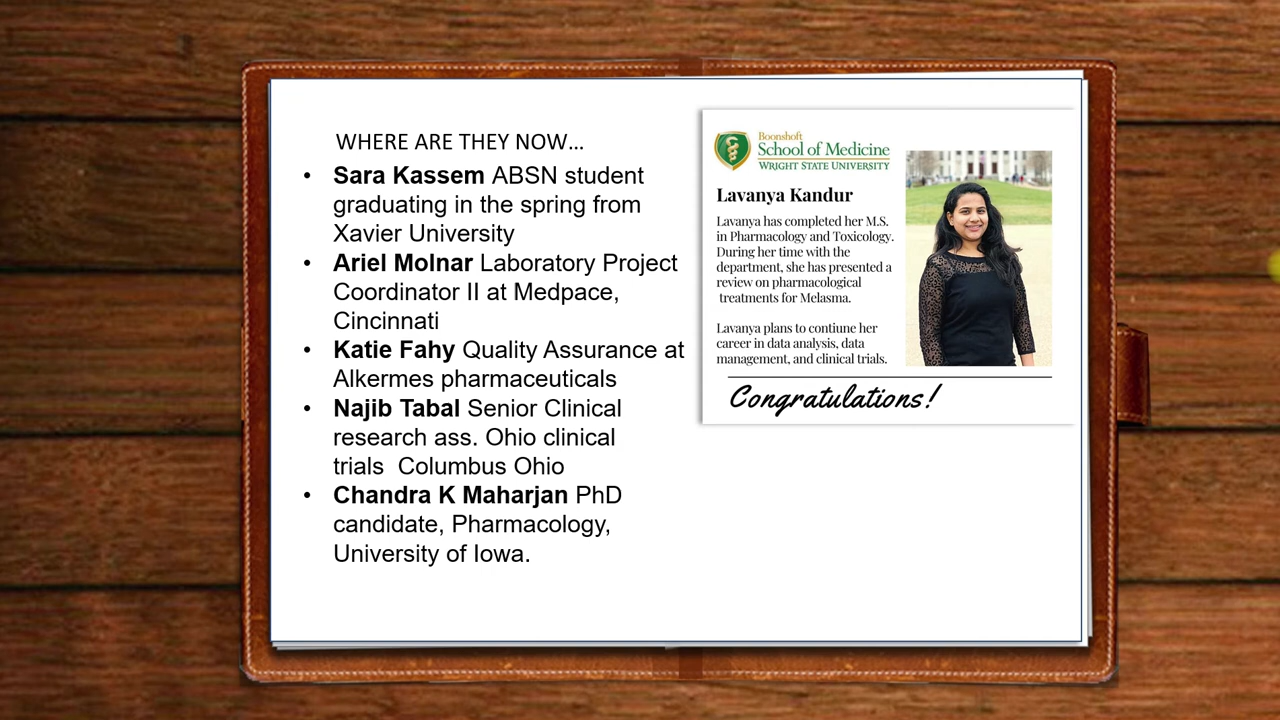 WHERE ARE THEY NOW...
• Sara Kassem ABSN student
graduating in the spring from
Xavier University
• Ariel Molnar Laboratory Project
Coordinator II at Medpace,
Cincinnati
• Katie Fahy Quality Assurance at
Alkermes pharmaceuticals
• Najib Tabal Senior Clinical
research ass. Ohio clinical
trials  Columbus Ohio
• Chandra K Maharjan PhD
candidate, Pharmacology,
University of Iowa.
Boonshoft
School of Medicine
WRIGHT STATE UNIVERSITY
Lavanya Kandur
Lavanya has completed her M.S.
in Pharmacology and Toxicology.
During her time with the
department, she has presented a
review on pharmacological
treatments for Melasma.
Lavanya plans to contiune her
career in data analysis, data
management, and clinical trials.
Congratulations!